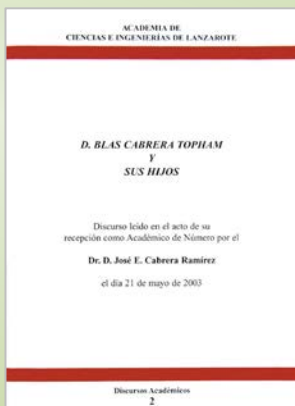 ACADEMIA DE
CIENCIAS E INGENIERÍAS DE LANZAROTE
D. BLAS CABRERA TOPHAM
Y
SUS HIJOS
Discurso leído en el acto de su
recepción como Académico de Número por el
Dr. D. José E. Cabrera Ramírez
el día 21 de mayo de 2003
Discursos Académicos
2